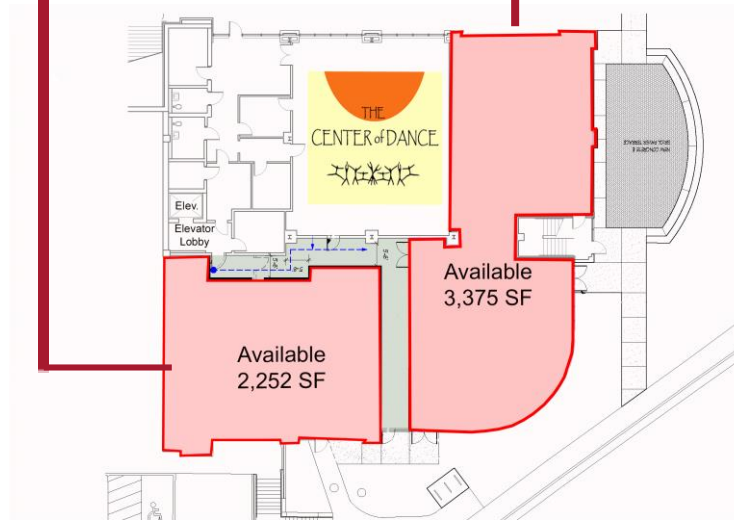 THE
CENTER of DANCE
Elev.
Elevator
Lobby
Available
3,375 SF
Available
2,252 SF